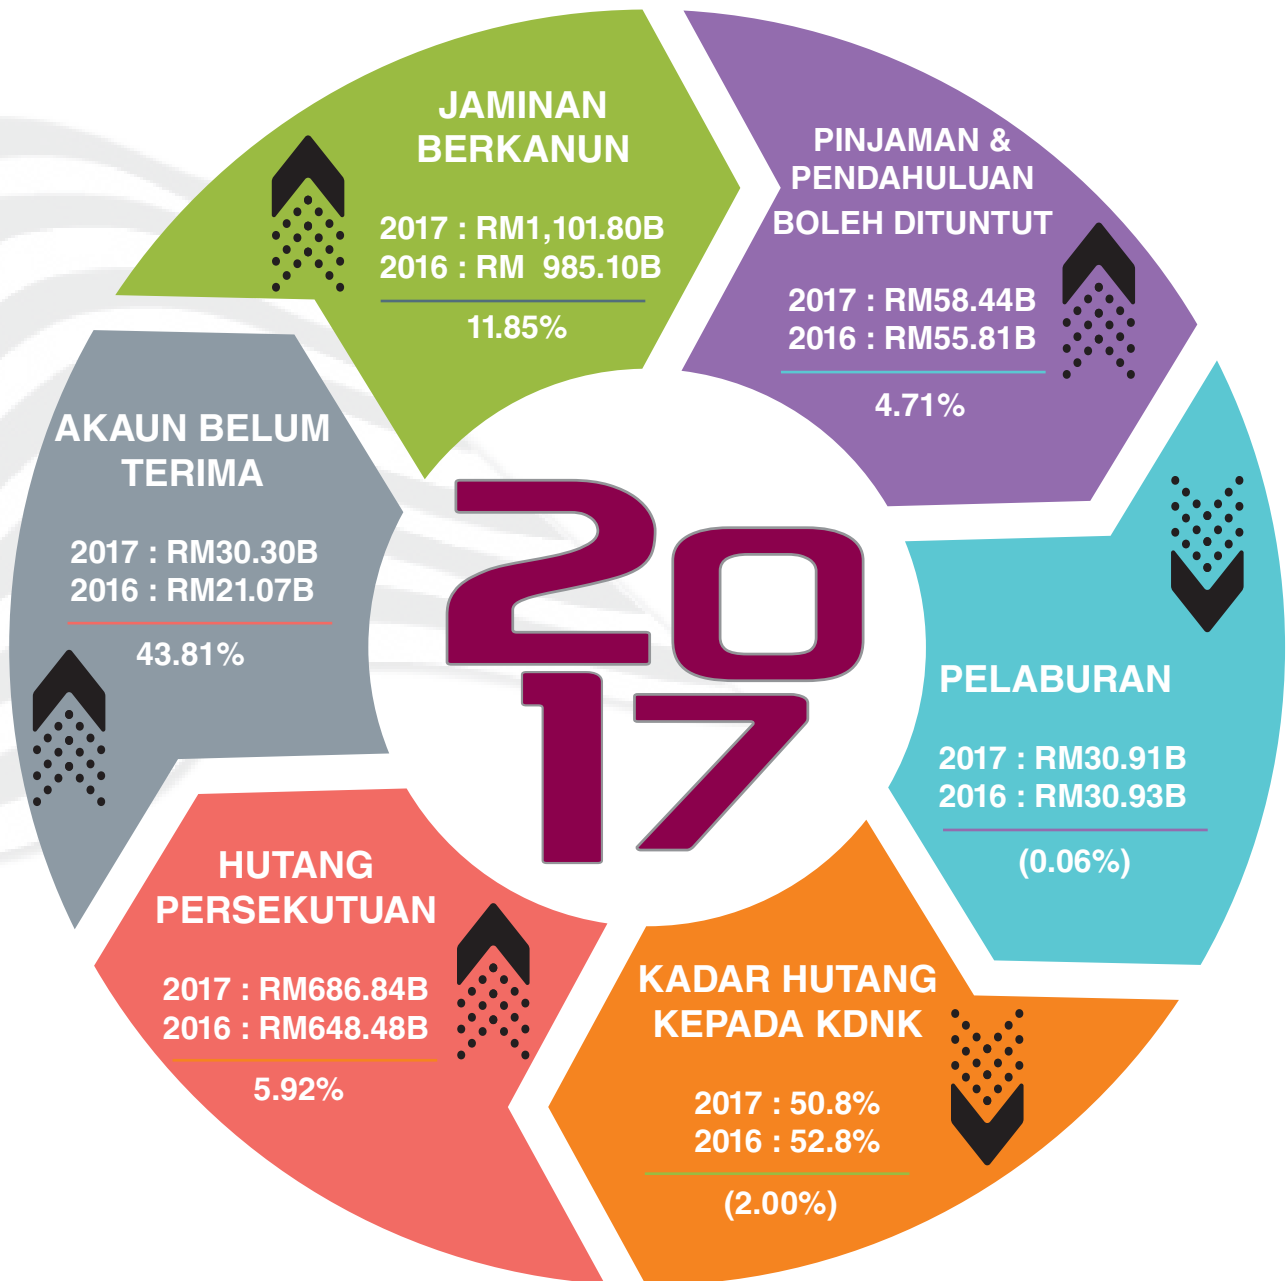 JAMINAN
BERKANUN
2017 : RM1,101.80B
2016 : RM 985.10B
11.85%
PINJAMAN &
PENDAHULUAN
BOLEH DITUNTUT
2017 : RM58.44B
2016 : RM55.81B
4.71%
PELABURAN
2017 : RM30.91B
2016 : RM30.93B
(0.06%)
KADAR HUTANG
KEPADA KDNK
2017 : 50.8%
2016 : 52.8%
(2.00%)
HUTANG
PERSEKUTUAN
2017 : RM686.84B
2016 : RM648.48B
5.92%
AKAUN BELUM
TERIMA
2017 : RM30.30B
2016 : RM21.07B
43.81%
20
17